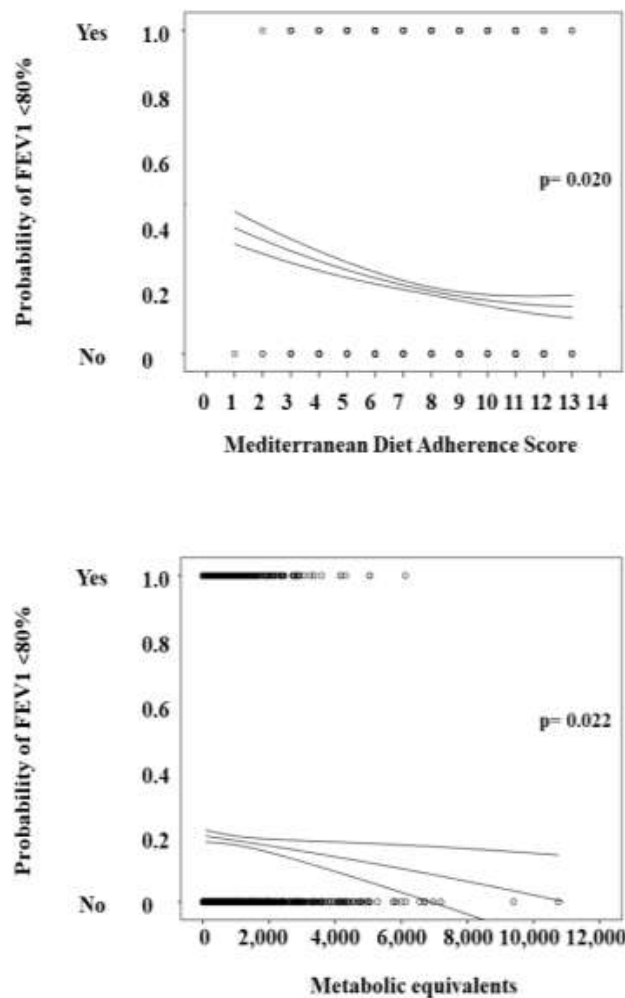 Yes 1.0
0.8
0.6
p= 0.020
0.4
0.2
No 0
0 1 2 3 4 5 6 7 8 9 10 11 12 13 14
Probability of FEV1 <80%
Mediterranean Diet Adherence Score
Yes 1.0
0.8
0.6
p= 0.022
0.4
0.2
No 0
0 2,000 4,000 6,000 8,000 10,000 12,000
Probability of FEV1 <80%
Metabolic equivalents